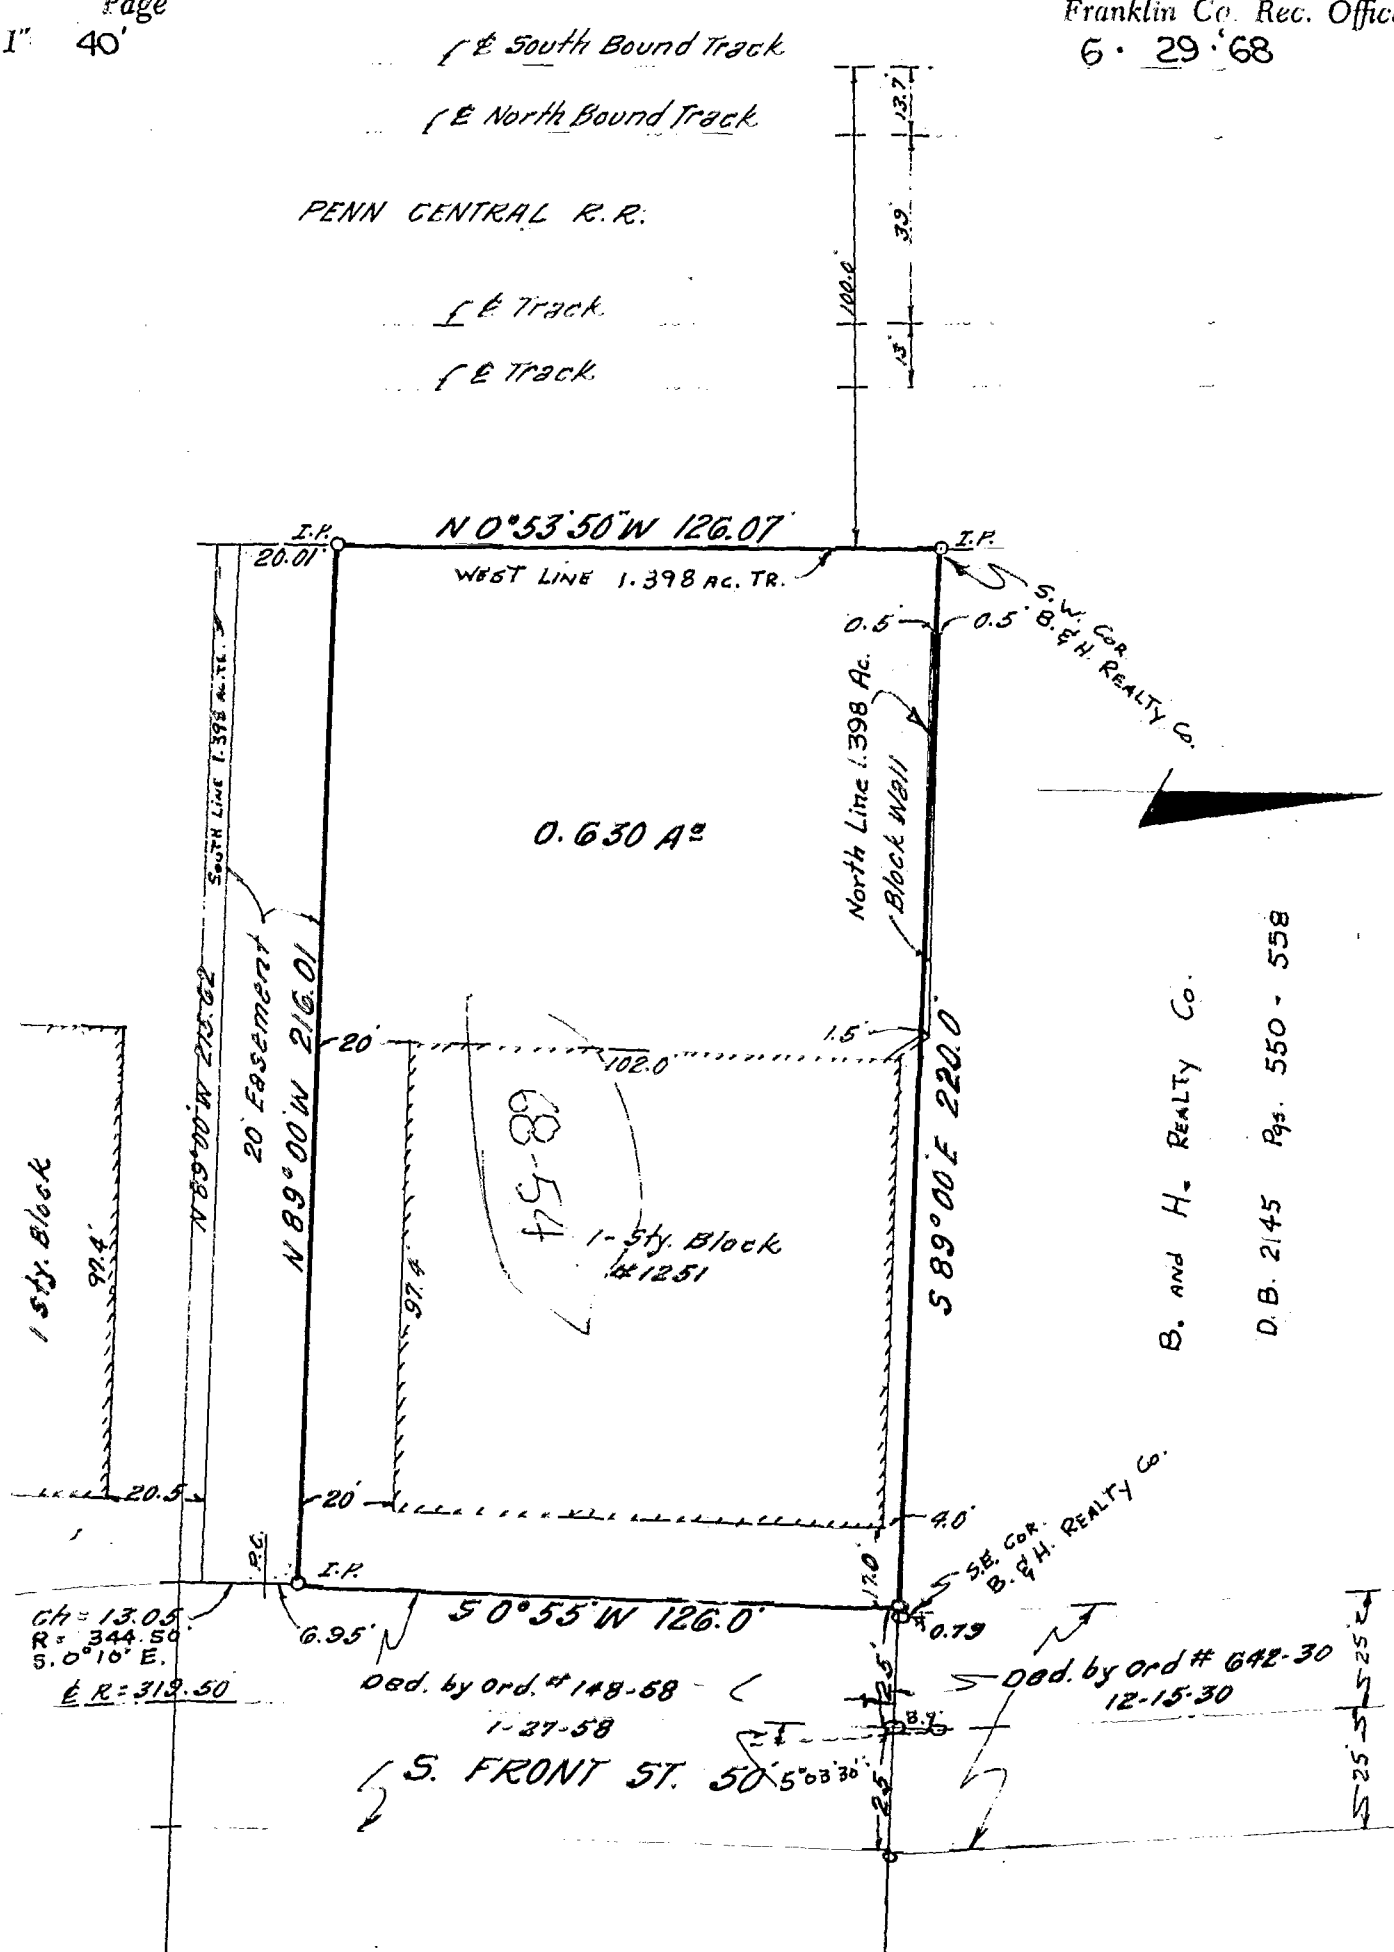 Page
1" 40'
Franklin Co. Rec. Offic
6 · 29 · '68
℄ South Bound Track
℄ North Bound Track
13.7'
PENN CENTRAL R.R.
39'
100.0'
℄ Track
13'
℄ Track
I.P.
N 0°53'50"W 126.07'
I.P.
20.01'
WEST LINE 1.398 AC. TR.
S.W. COR.
B. & H. REALTY Co.
0.5'
0.5'
SOUTH LINE 1.398 AC. TR.
North Line 1.398 Ac.
Block Wall
0.630 Ac
N 89°00'W 215.62
20' Easement
N 89°00'W 216.01
20'
102.0
1.5'
S 89°00'E 220.0'
B. AND H. REALTY Co.
D.B. 2145 Pgs. 550 - 558
1 Sty. Block
97.4'
68-54
1-Sty. Block
#1251
97.4'
20.5
20'
4.0'
17.0'
S.E. COR.
B. & H. REALTY Co.
P.C.
I.P.
S 0°55'W 126.0'
0.79
Ch = 13.05
R = 344.50
S. 0°10' E.
℄ R = 319.50
6.95'
Ded. by Ord. # 148-58
1-27-58
Ded. by Ord # 642-30
12-15-30
25'
25'
5'
25'
8.9'
S. FRONT ST. 50'
5°03'30"
25